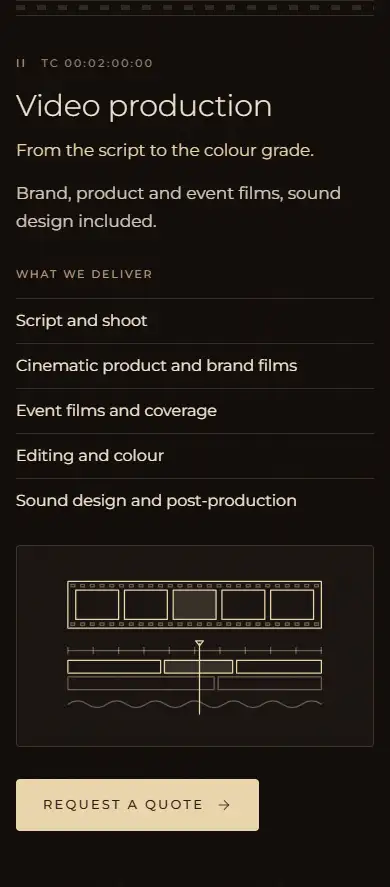 II TC 00:02:00:00
Video production
From the script to the colour grade.
Brand, product and event films, sound
design included.
WHAT WE DELIVER
Script and shoot
Cinematic product and brand films
Event films and coverage
Editing and colour
Sound design and post-production
REQUEST A QUOTE →